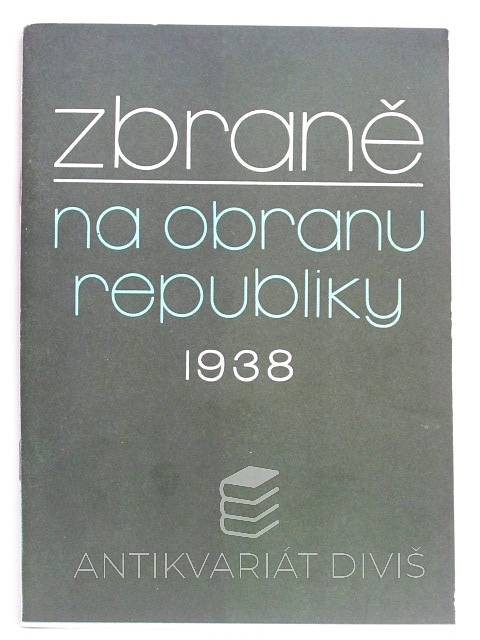 zbraně
na obranu
republiky
1938
ANTIKVARIÁT DIVIŠ